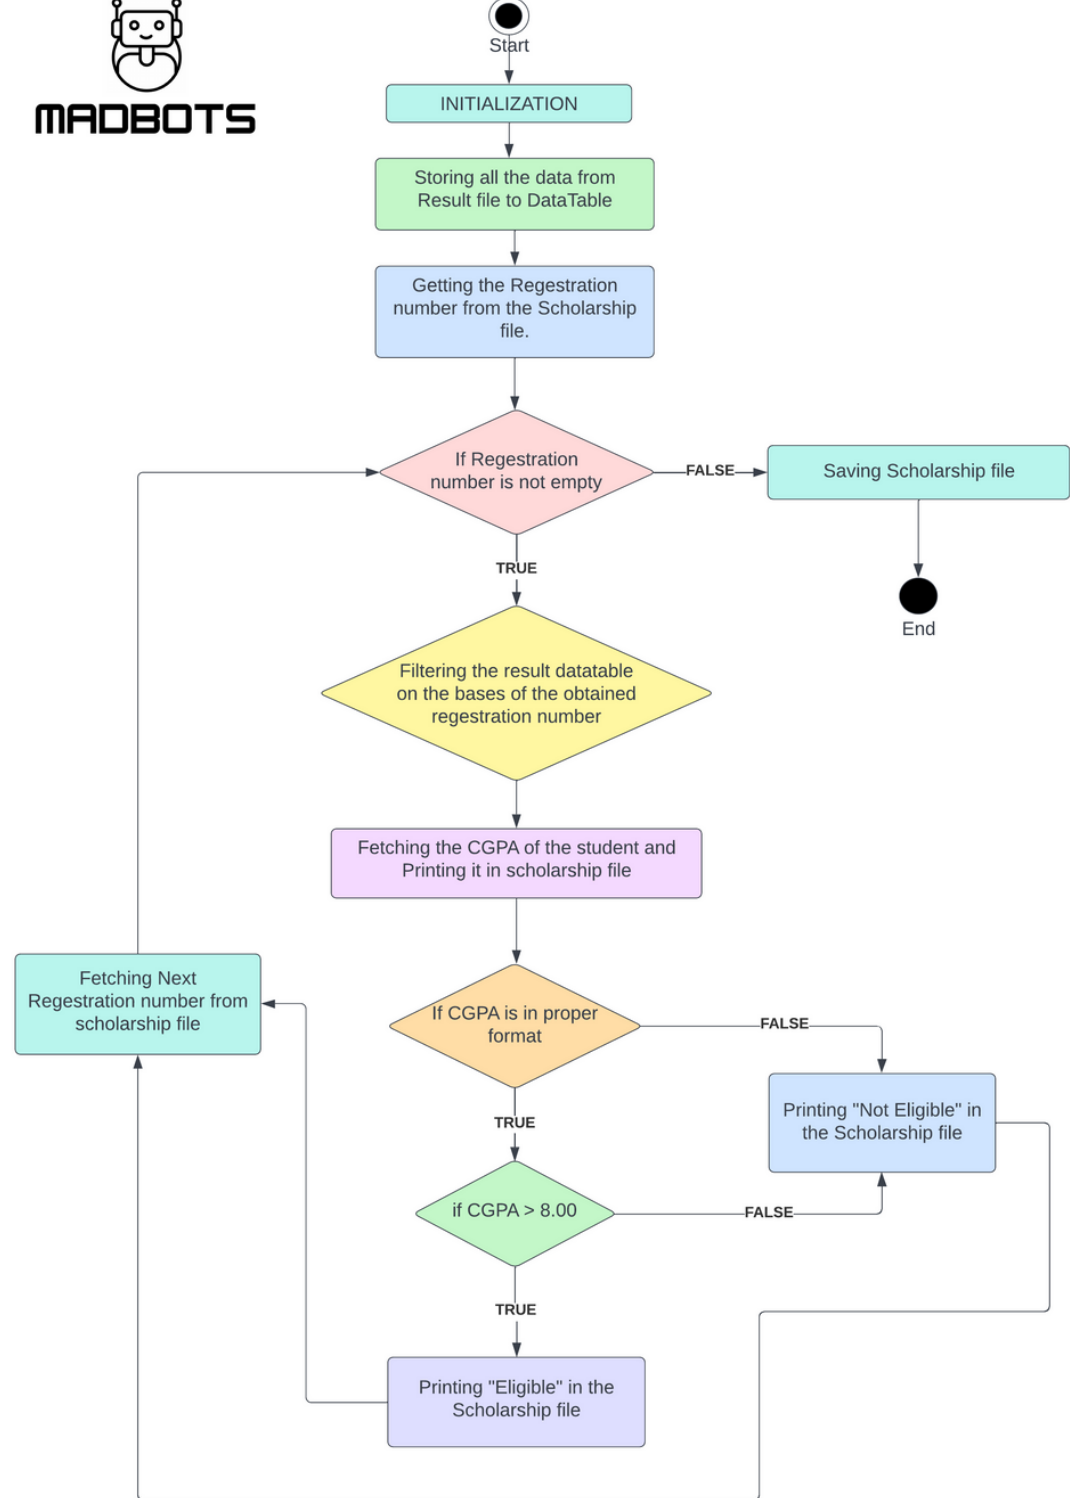 MADBOTS
Start
INITIALIZATION
Storing all the data from
Result file to DataTable
Getting the Regestration
number from the Scholarship
file.
If Regestration
number is not empty
FALSE
Saving Scholarship file
End
TRUE
Filtering the result datatable
on the bases of the obtained
regestration number
Fetching the CGPA of the student and
Printing it in scholarship file
Fetching Next
Regestration number from
scholarship file
If CGPA is in proper
format
FALSE
Printing "Not Eligible" in
the Scholarship file
TRUE
if CGPA > 8.00
FALSE
TRUE
Printing "Eligible" in the
Scholarship file